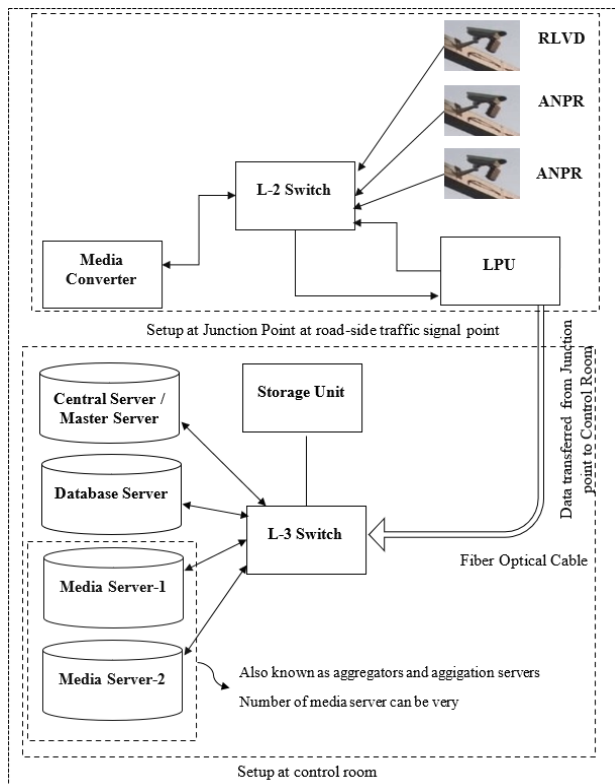 RLVD
ANPR
ANPR
L-2 Switch
Media
Converter
LPU
Setup at Junction Point at road-side traffic signal point
Data transferred from Junction
point to Control Room
Central Server /
Master Server
Storage Unit
Database Server
L-3 Switch
Fiber Optical Cable
Media Server-1
Media Server-2
Also known as aggregators and aggigation servers
Number of media server can be very
Setup at control room